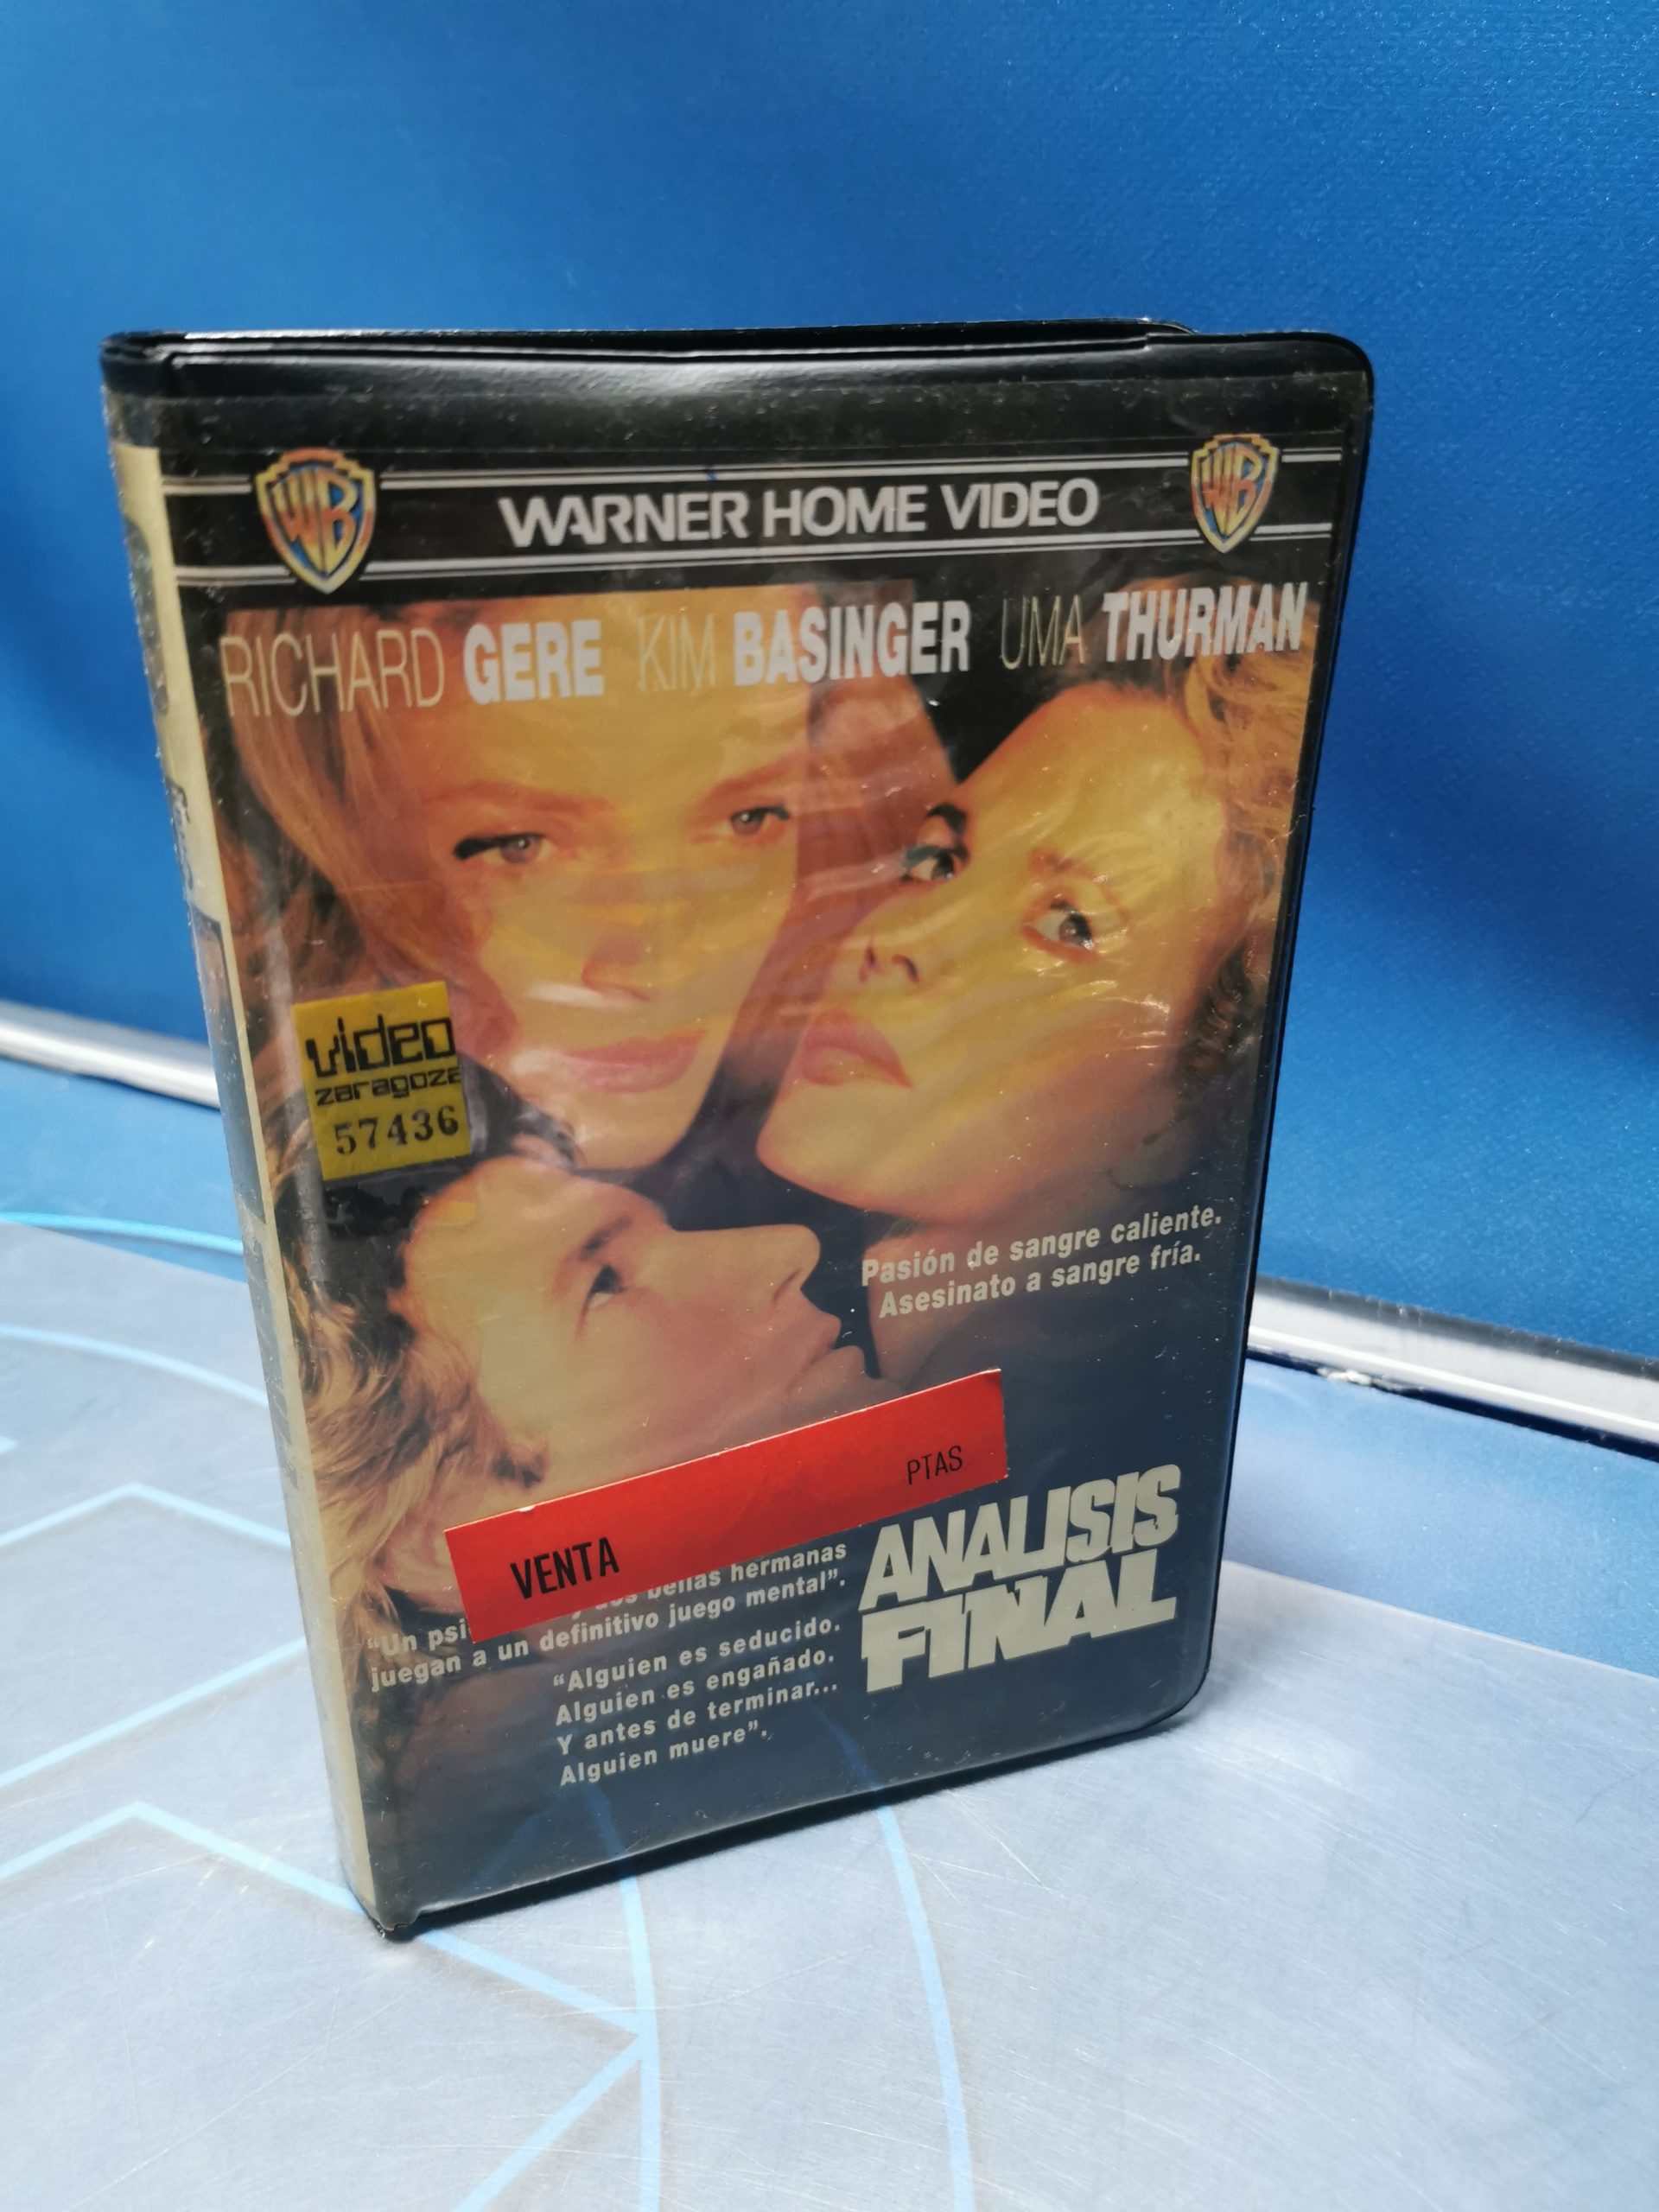 WARNER HOME VIDEO
RICHARD GERE KIM BASINGER UMA THURMAN
video
zaragoza
57436
Pasión de sangre caliente.
Asesinato a sangre fría.
VENTA PTAS
ANALISIS
FINAL
“Un bellas hermanas
juegan a un definitivo juego mental”.
“Alguien es seducido.
Alguien es engañado.
Y antes de terminar...
Alguien muere”.